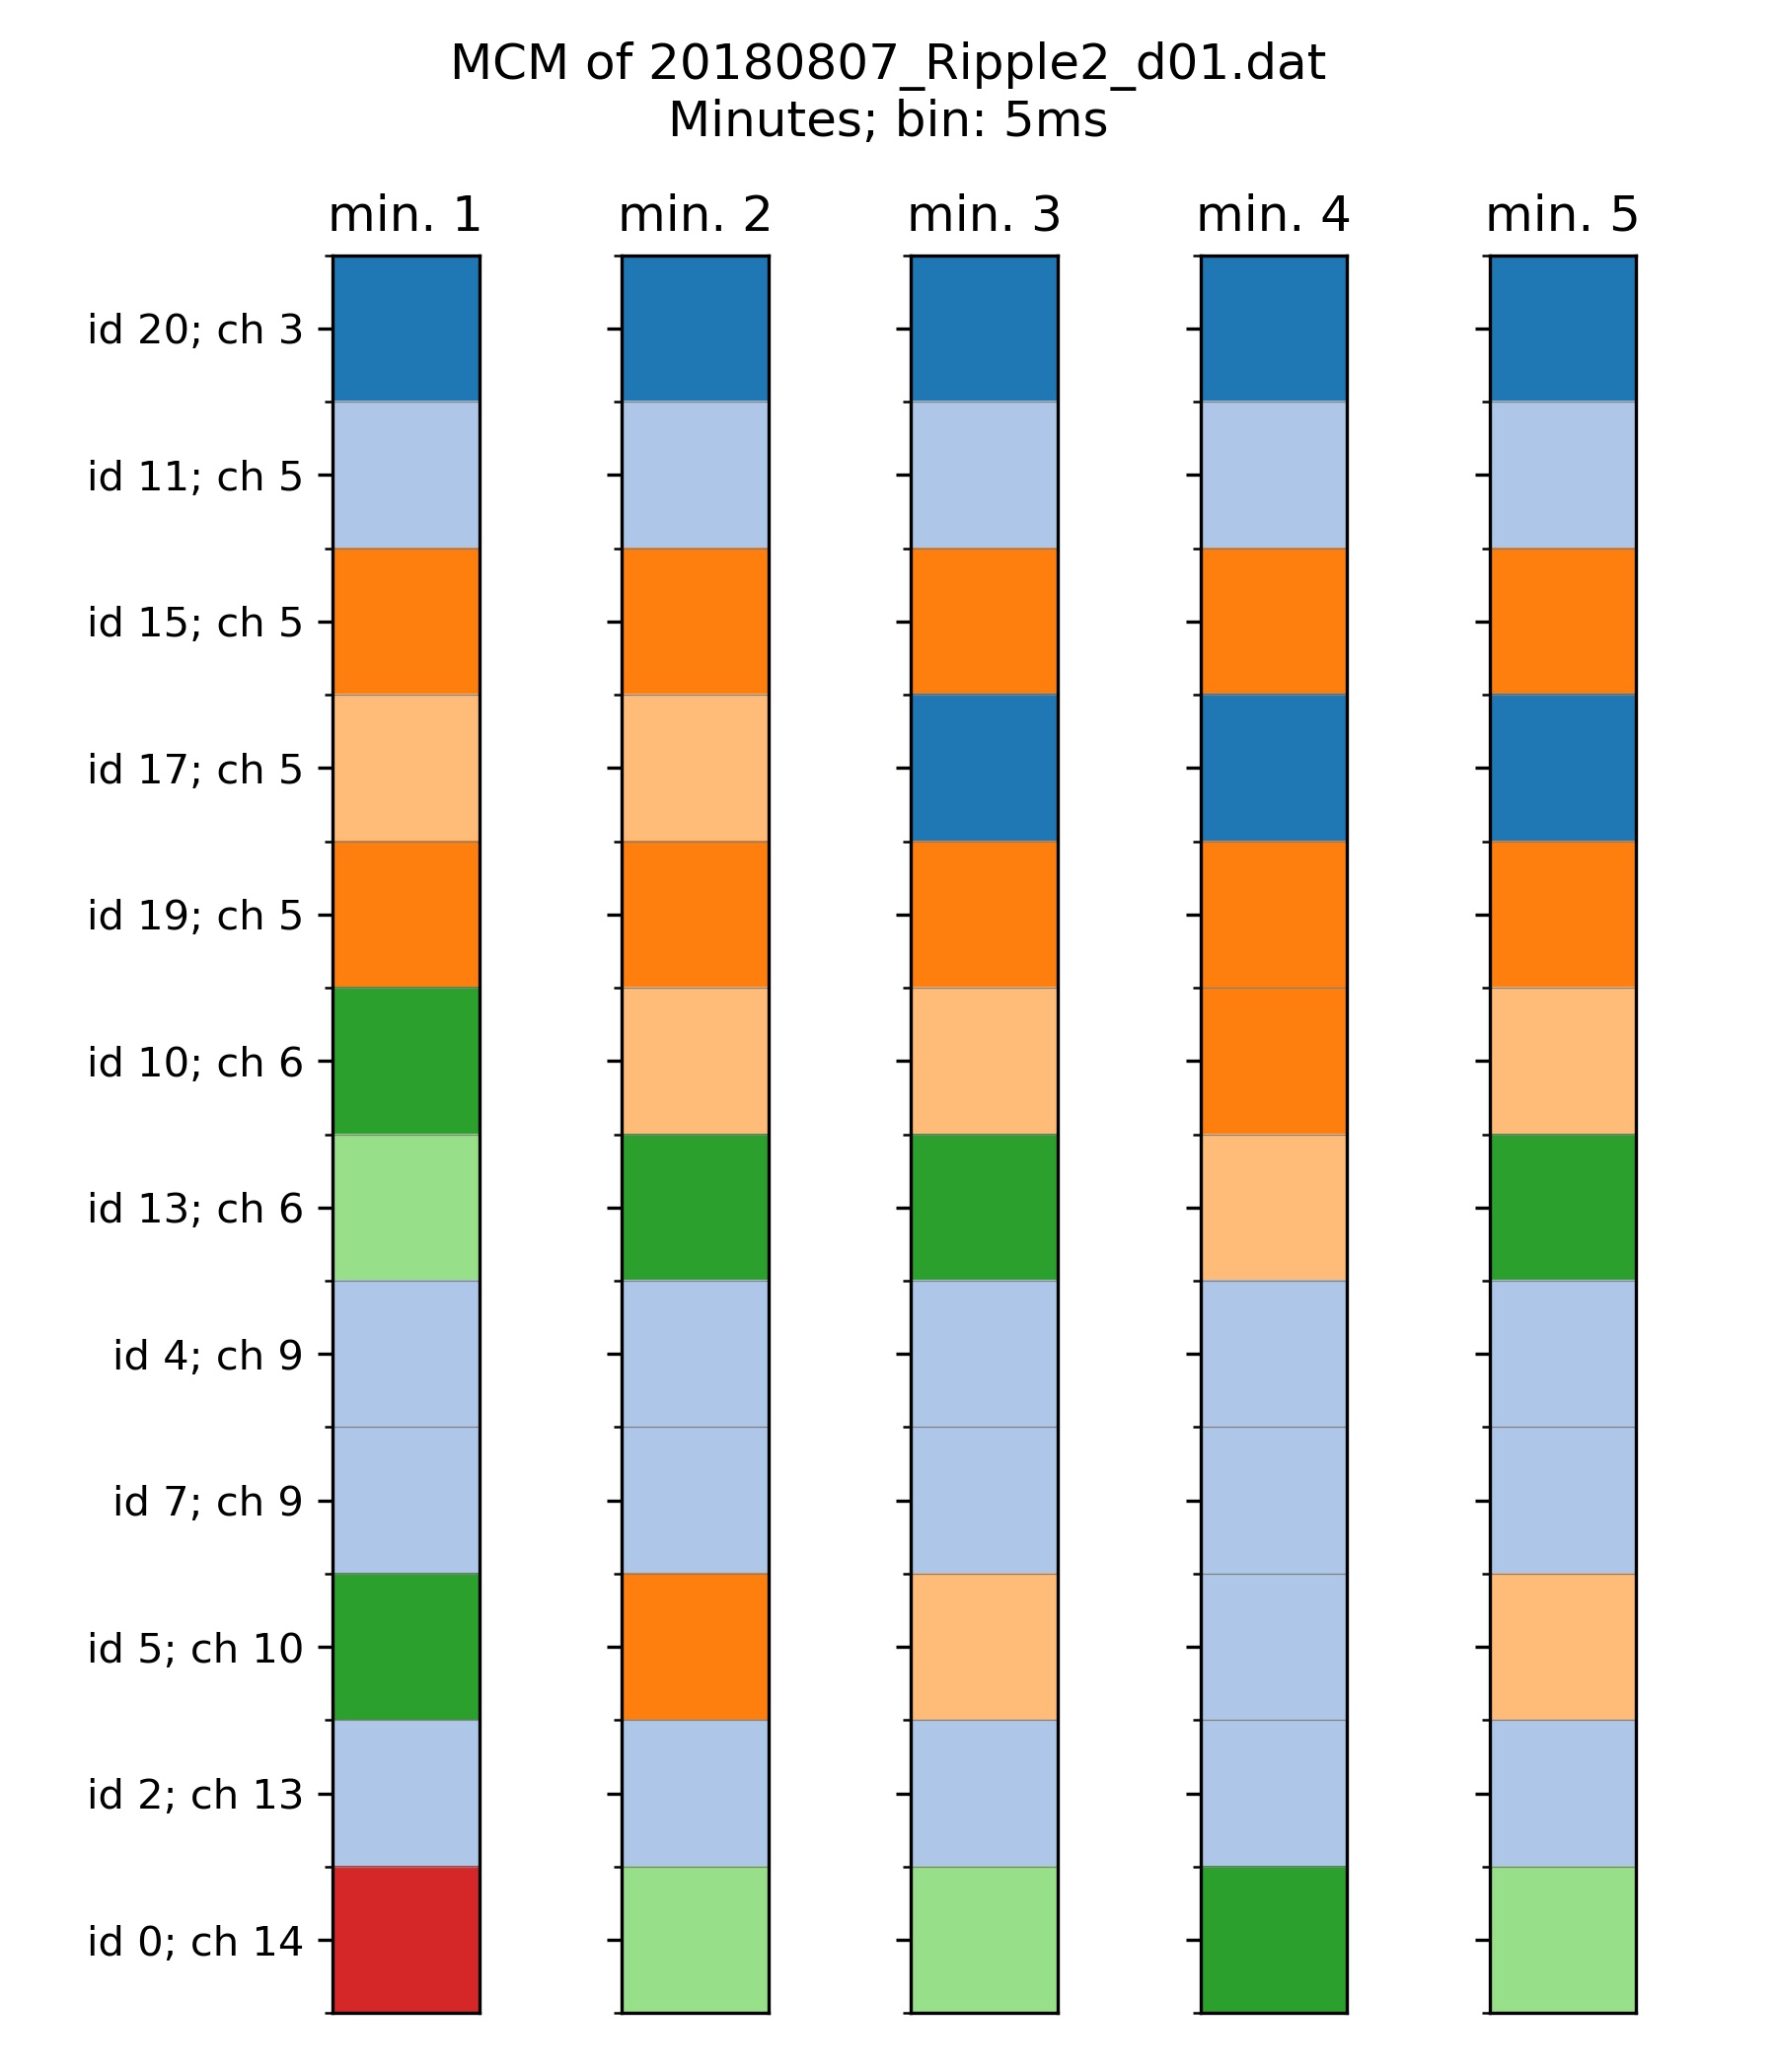 MCM of 20180807_Ripple2_d01.dat
Minutes; bin: 5ms
min. 1 min. 2 min. 3 min. 4 min. 5
id 20; ch 3
id 11; ch 5
id 15; ch 5
id 17; ch 5
id 19; ch 5
id 10; ch 6
id 13; ch 6
id 4; ch 9
id 7; ch 9
id 5; ch 10
id 2; ch 13
id 0; ch 14